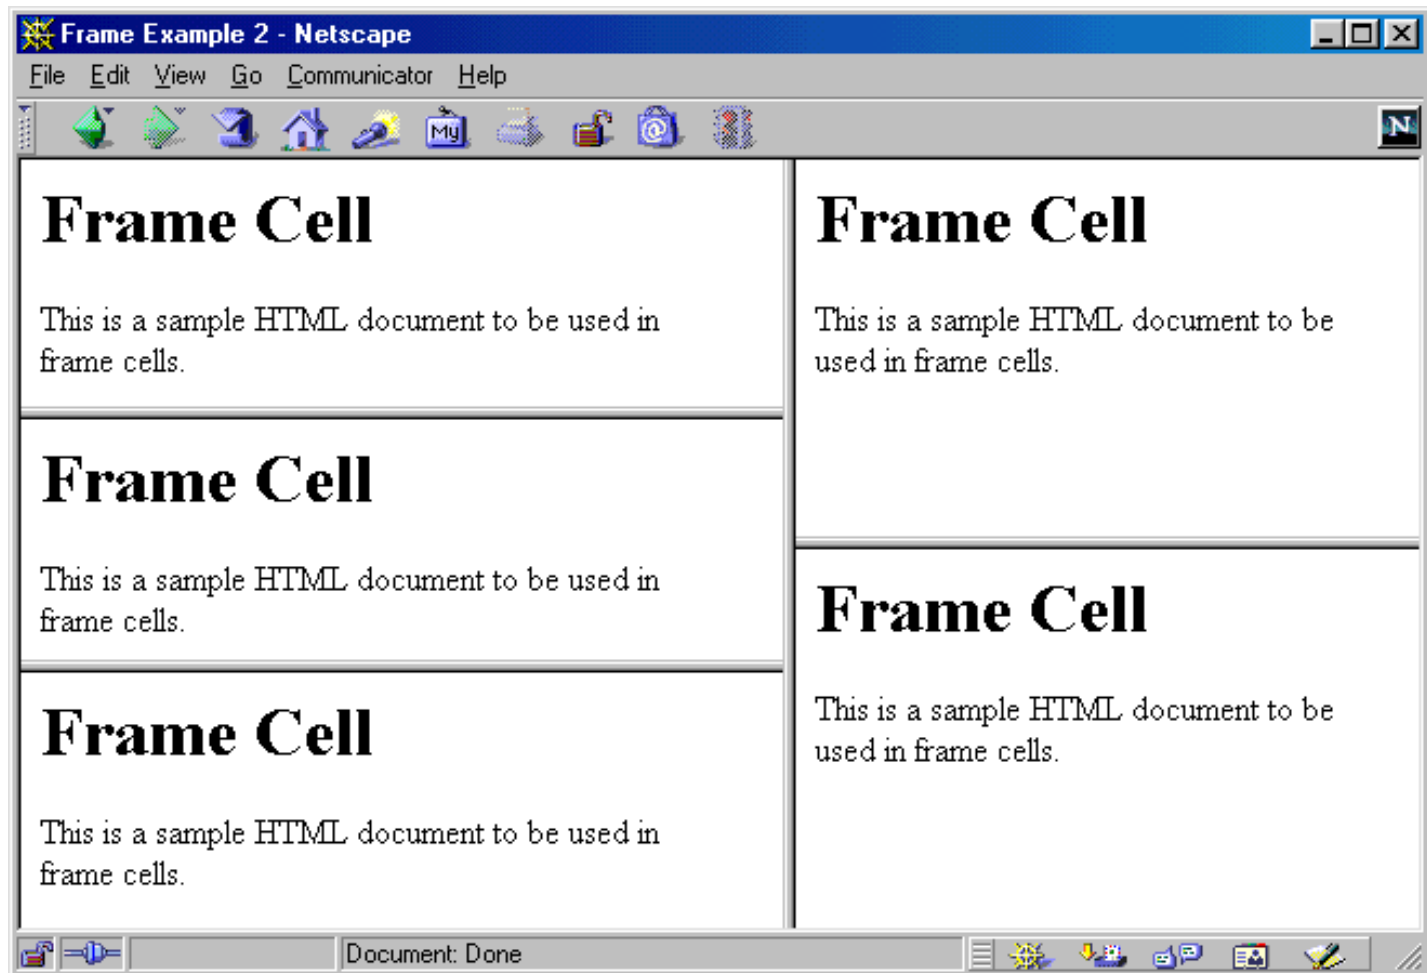 Frame Example 2 - Netscape
File Edit View Go Communicator Help
My
@
N
Frame Cell
This is a sample HTML document to be used in
frame cells.
Frame Cell
This is a sample HTML document to be used in
frame cells.
Frame Cell
This is a sample HTML document to be used in
frame cells.
Frame Cell
This is a sample HTML document to be
used in frame cells.
Frame Cell
This is a sample HTML document to be
used in frame cells.
Document: Done